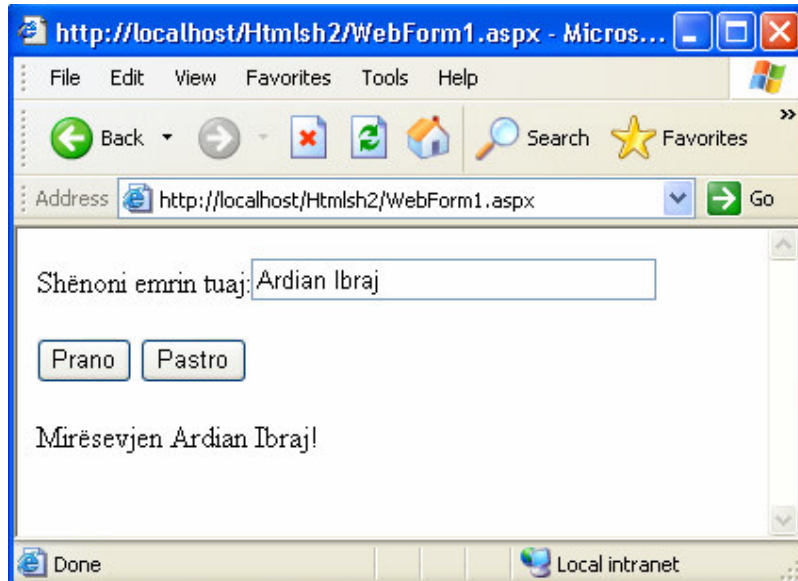 http://localhost/Htmlsh2/WebForm1.aspx - Micros...
File Edit View Favorites Tools Help
Back Search Favorites »
Address http://localhost/Htmlsh2/WebForm1.aspx Go
Shënoni emrin tuaj: Ardian Ibraj
Prano Pastro
Mirësevjen Ardian Ibraj!
Done Local intranet